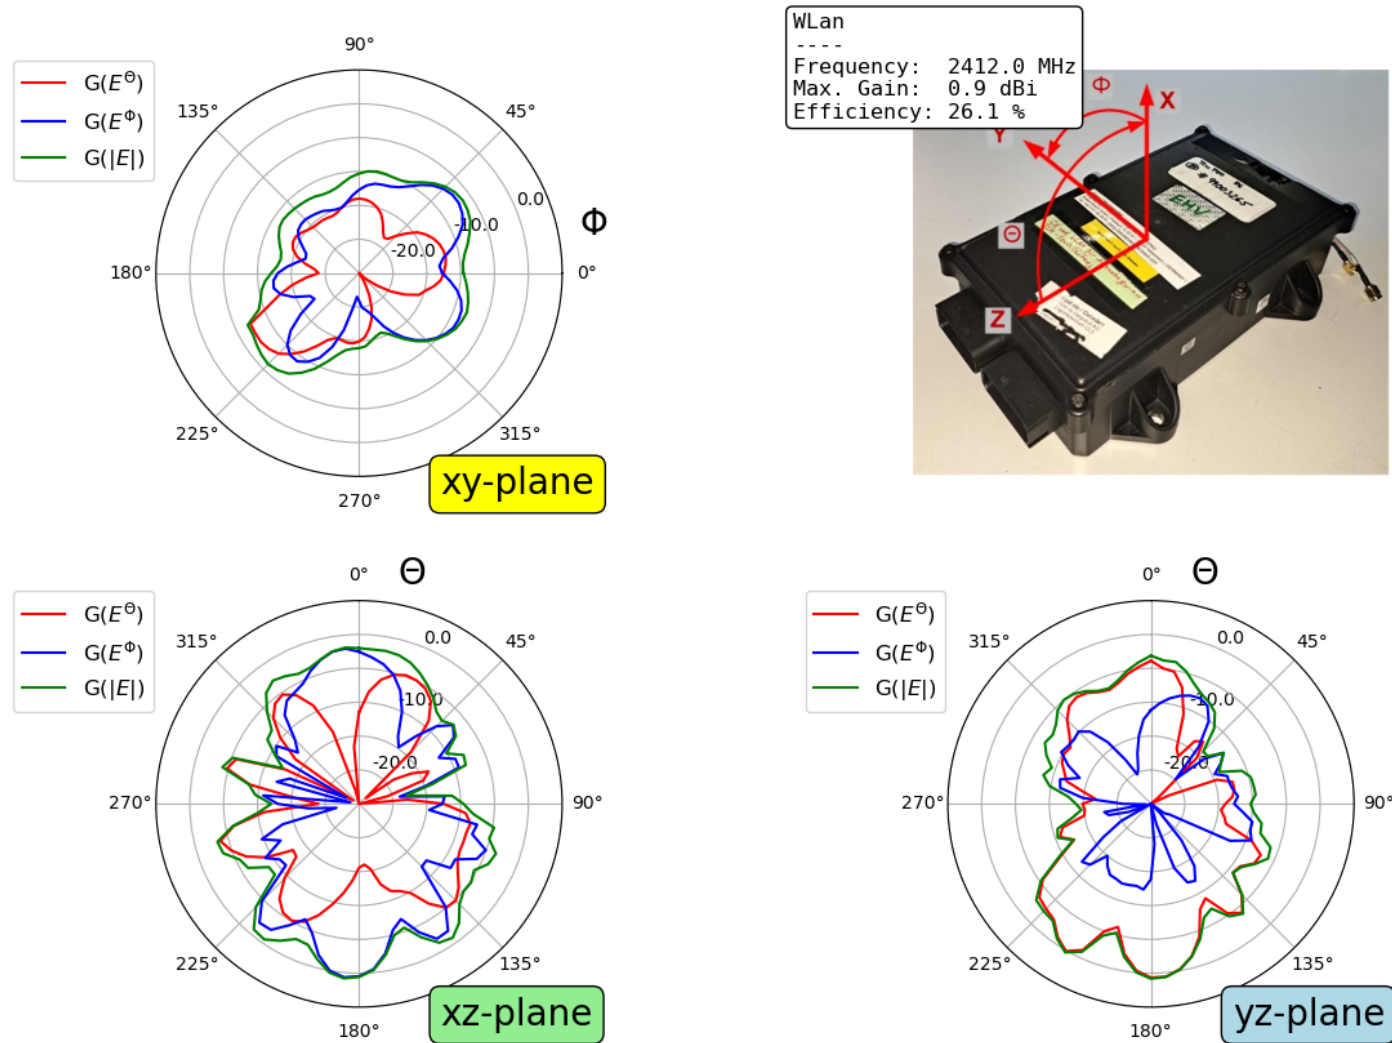 90°
G(E^Θ)
G(E^Φ)
G(|E|)
135°
45°
0.0
-10.0
-20.0
Φ
180°
0°
225°
315°
270°
xy-plane
WLan
----
Frequency:  2412.0 MHz
Max. Gain:  0.9 dBi
Efficiency: 26.1 %
Φ
X
Y
EHV
Θ
Z
Θ
0°
G(E^Θ)
G(E^Φ)
G(|E|)
315°
45°
0.0
-10.0
-20.0
270°
90°
225°
135°
180°
xz-plane
Θ
0°
G(E^Θ)
G(E^Φ)
G(|E|)
315°
45°
0.0
-10.0
-20.0
270°
90°
225°
135°
180°
yz-plane